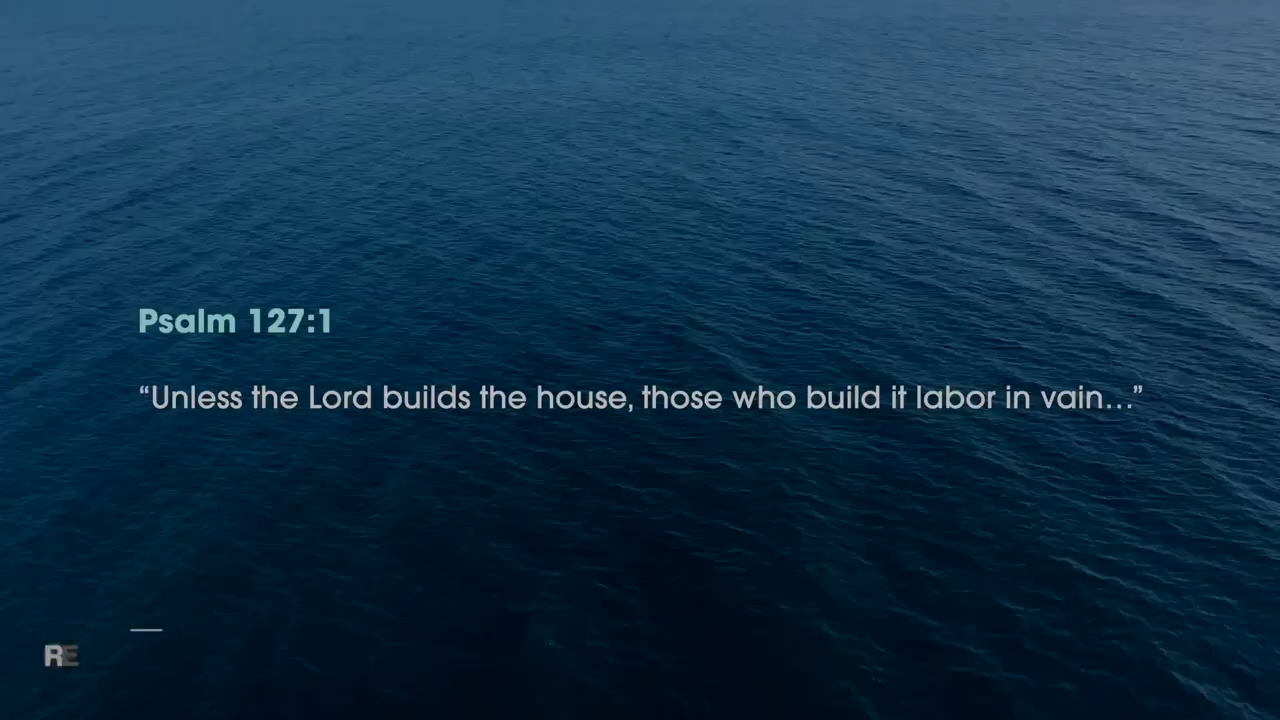 Psalm 127:1
“Unless the Lord builds the house, those who build it labor in vain...”
RE